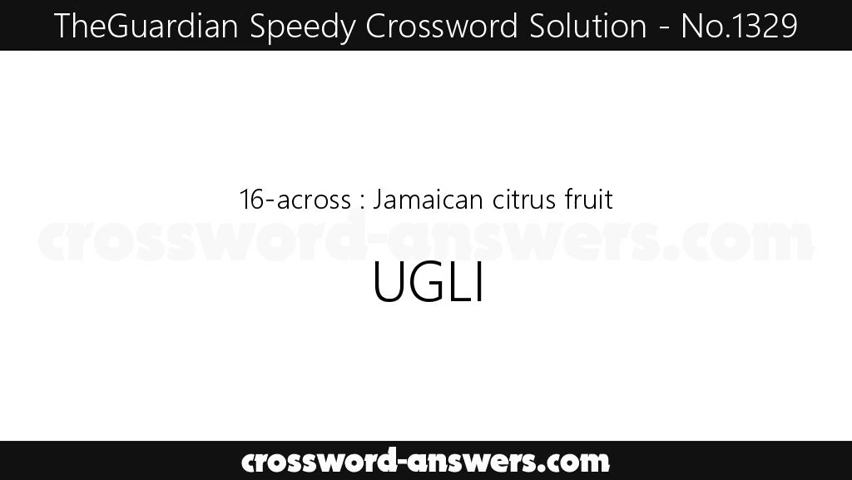 TheGuardian Speedy Crossword Solution - No.1329
16-across : Jamaican citrus fruit
crossword-answers.com
UGLI
crossword-answers.com